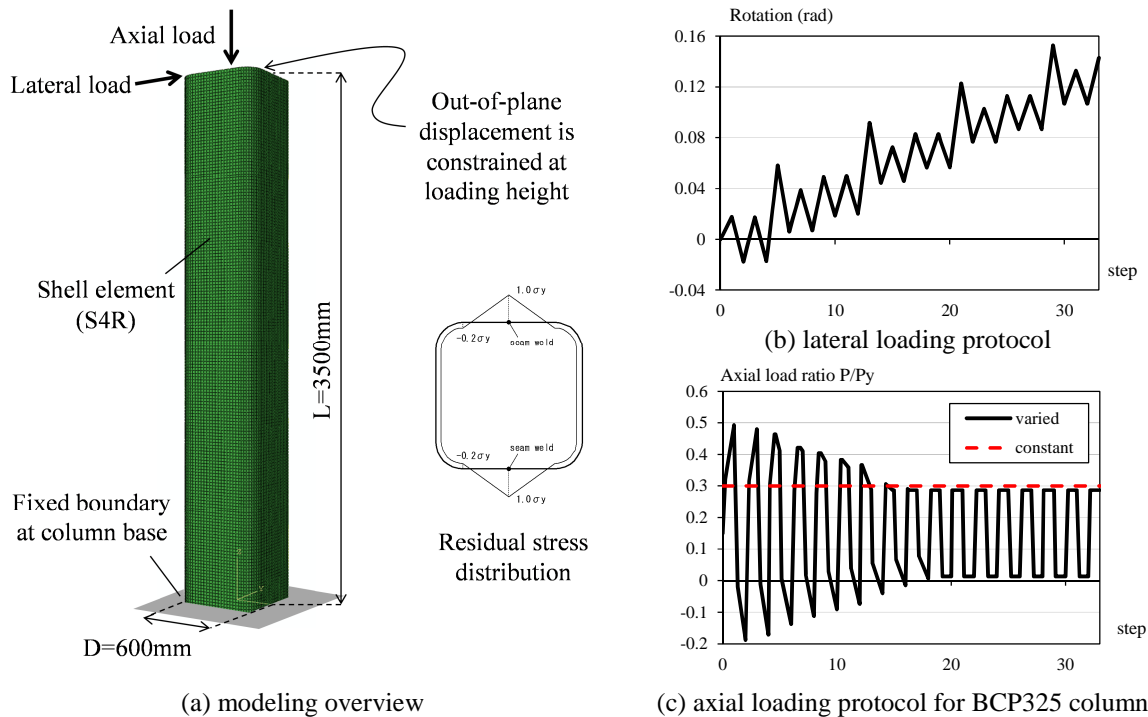 Axial load
Lateral load
Out-of-plane
displacement is
constrained at
loading height
Shell element
(S4R)
L=3500mm
Fixed boundary
at column base
D=600mm
1.0σy
-0.2σy
seam weld
-0.2σy
seam weld
1.0σy
Residual stress
distribution
(a) modeling overview
Rotation (rad)
0.16
0.12
0.08
0.04
0
-0.04
0
10
20
30
step
(b) lateral loading protocol
Axial load ratio P/Py
0.6
0.5
0.4
0.3
0.2
0.1
0
-0.1
-0.2
varied
constant
0
10
20
30
step
(c) axial loading protocol for BCP325 column